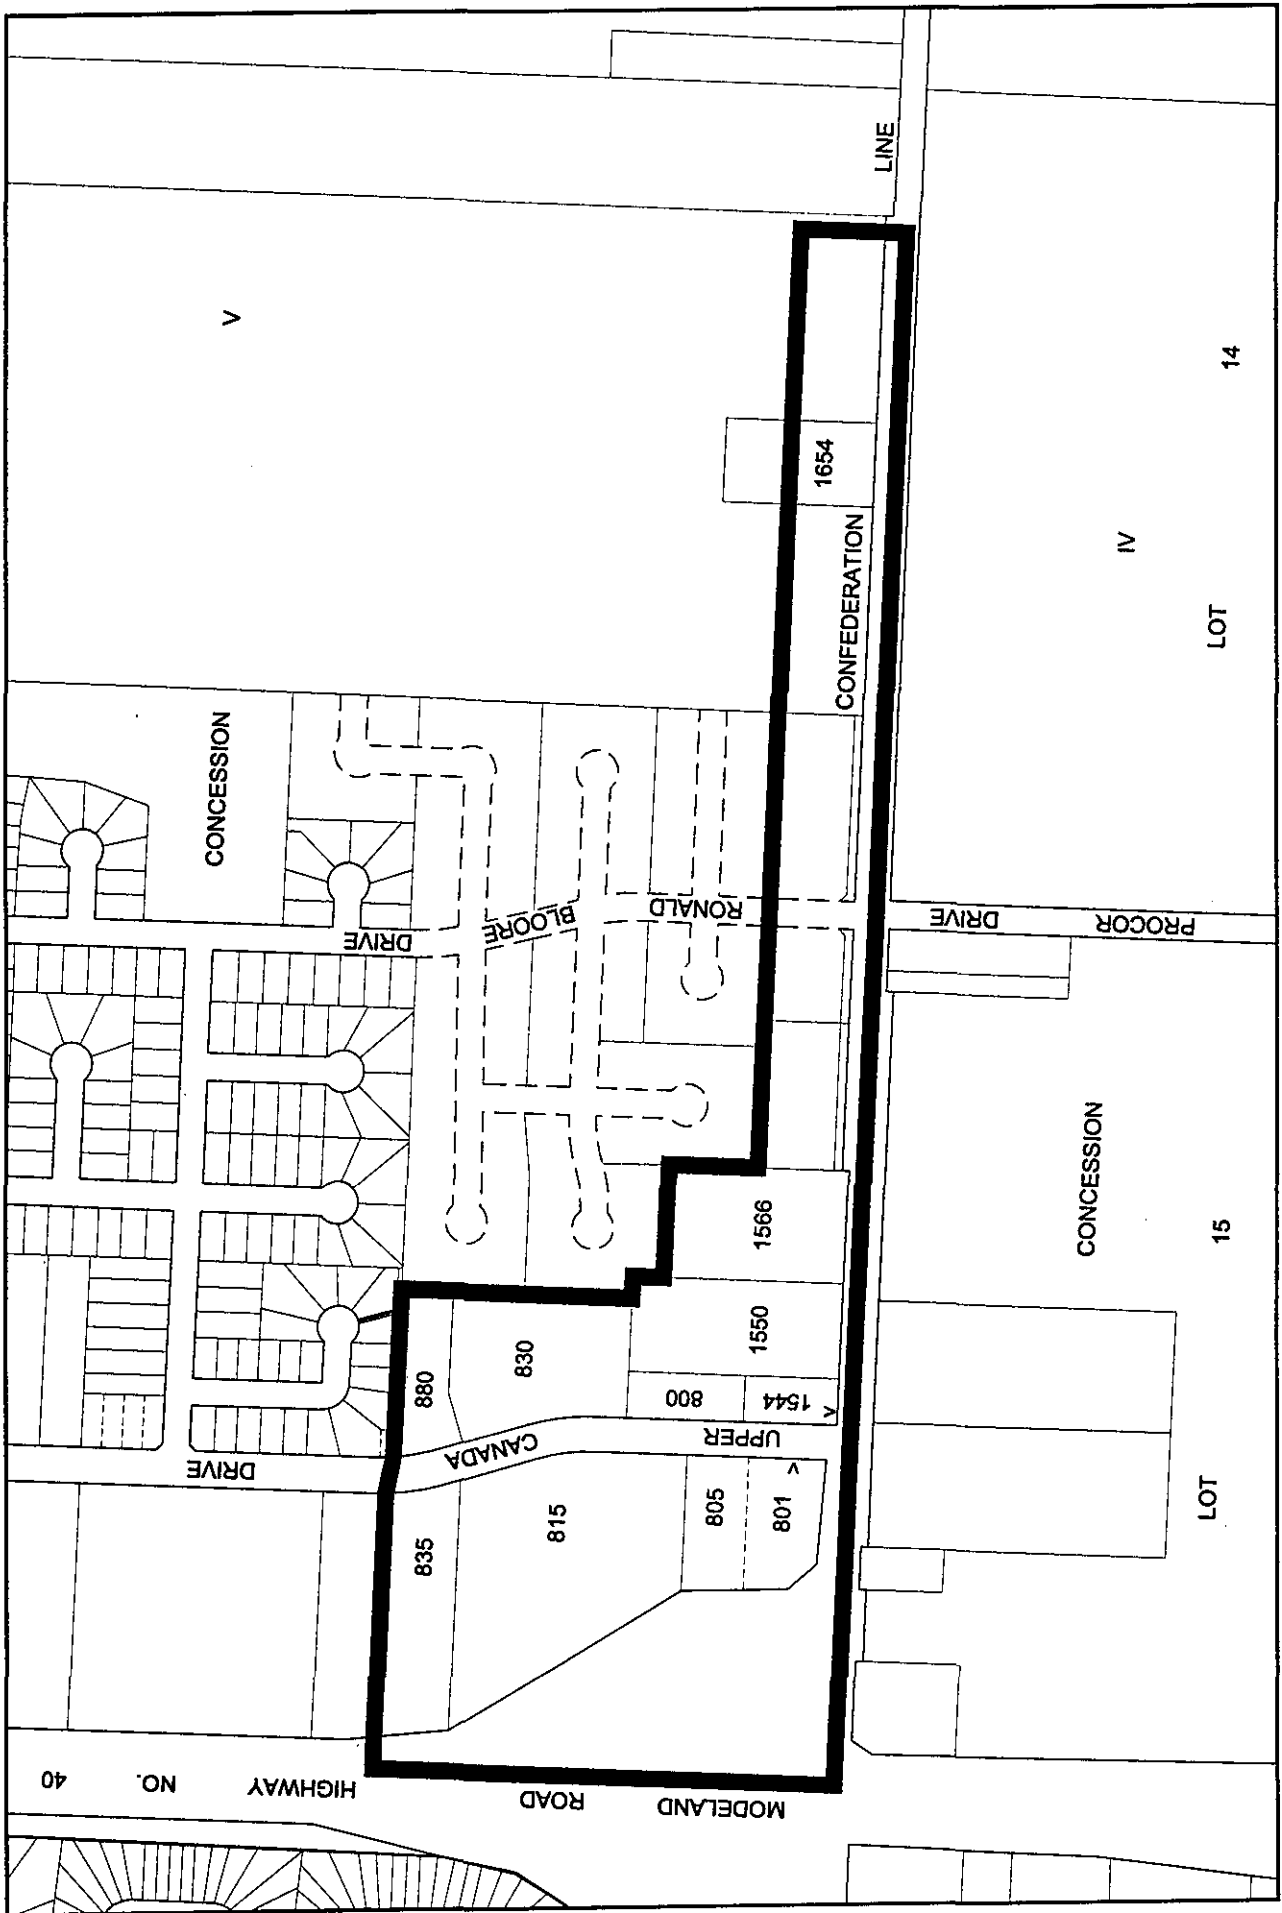 HIGHWAY NO. 40
MODELAND ROAD
UPPER CANADA DRIVE
RONALD BLOORE DRIVE
PROCOR DRIVE
CONFEDERATION LINE
CONCESSION V
CONCESSION IV
LOT 15
LOT 14
835
815
805
801
>
880
830
800
1544
>
1550
1566
1654